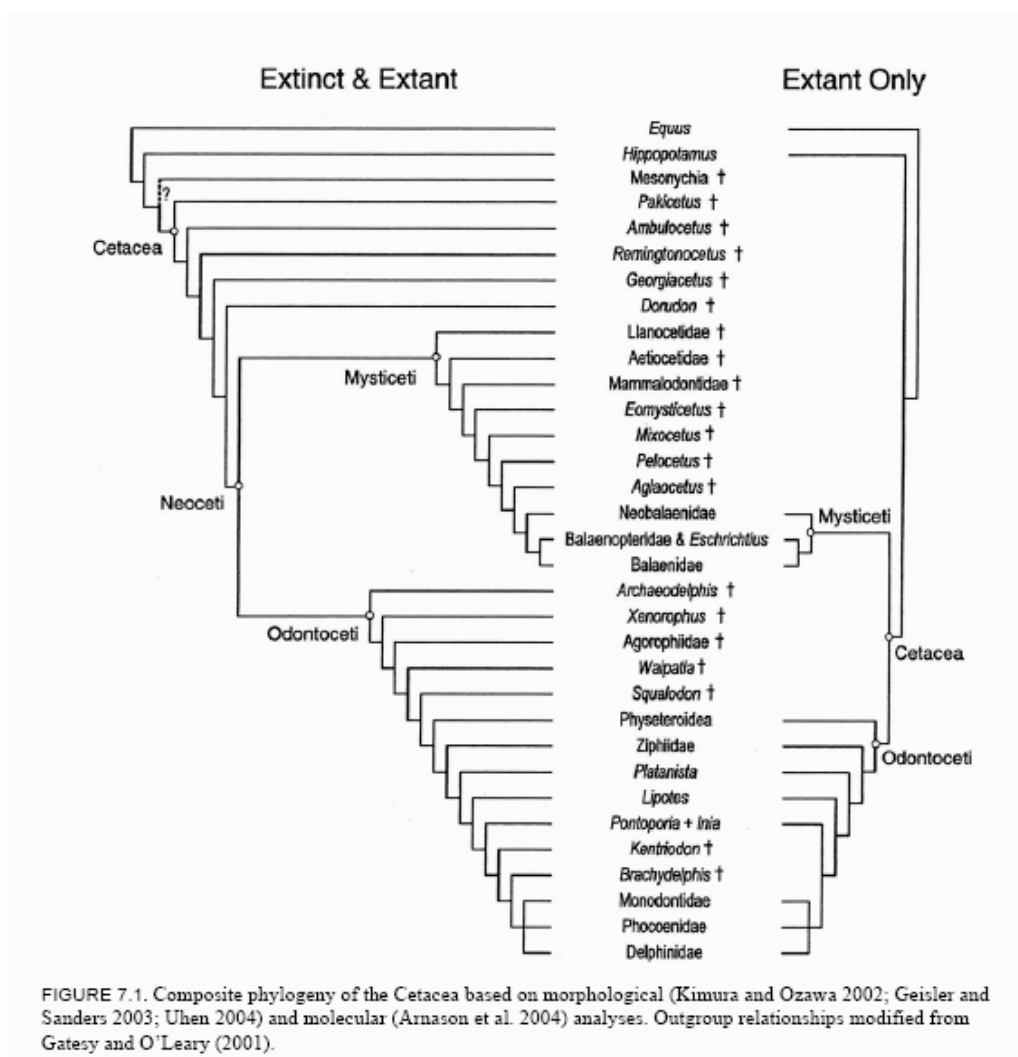 Extinct & Extant
Extant Only
Equus
Hippopotamus
Mesonychia †
?
Pakicetus †
Cetacea
Ambulocetus †
Remingtonocetus †
Georgiacetus †
Dorudon †
Llanocetidae †
Aetiocetidae †
Mysticeti
Mammalodontidae †
Eomysticetus †
Mixocetus †
Pelocetus †
Aglaocetus †
Neoceti
Neobalaenidae
Mysticeti
Balaenopteridae & Eschrichtius
Balaenidae
Archaeodelphis †
Xenorophus †
Odontoceti
Agorophiidae †
Cetacea
Waipatia †
Squalodon †
Physeteroidea
Ziphiidae
Odontoceti
Platanista
Lipotes
Pontoporia + Inia
Kentriodon †
Brachydelphis †
Monodontidae
Phocoenidae
Delphinidae
FIGURE 7.1. Composite phylogeny of the Cetacea based on morphological (Kimura and Ozawa 2002; Geisler and
Sanders 2003; Uhen 2004) and molecular (Arnason et al. 2004) analyses. Outgroup relationships modified from
Gatesy and O'Leary (2001).